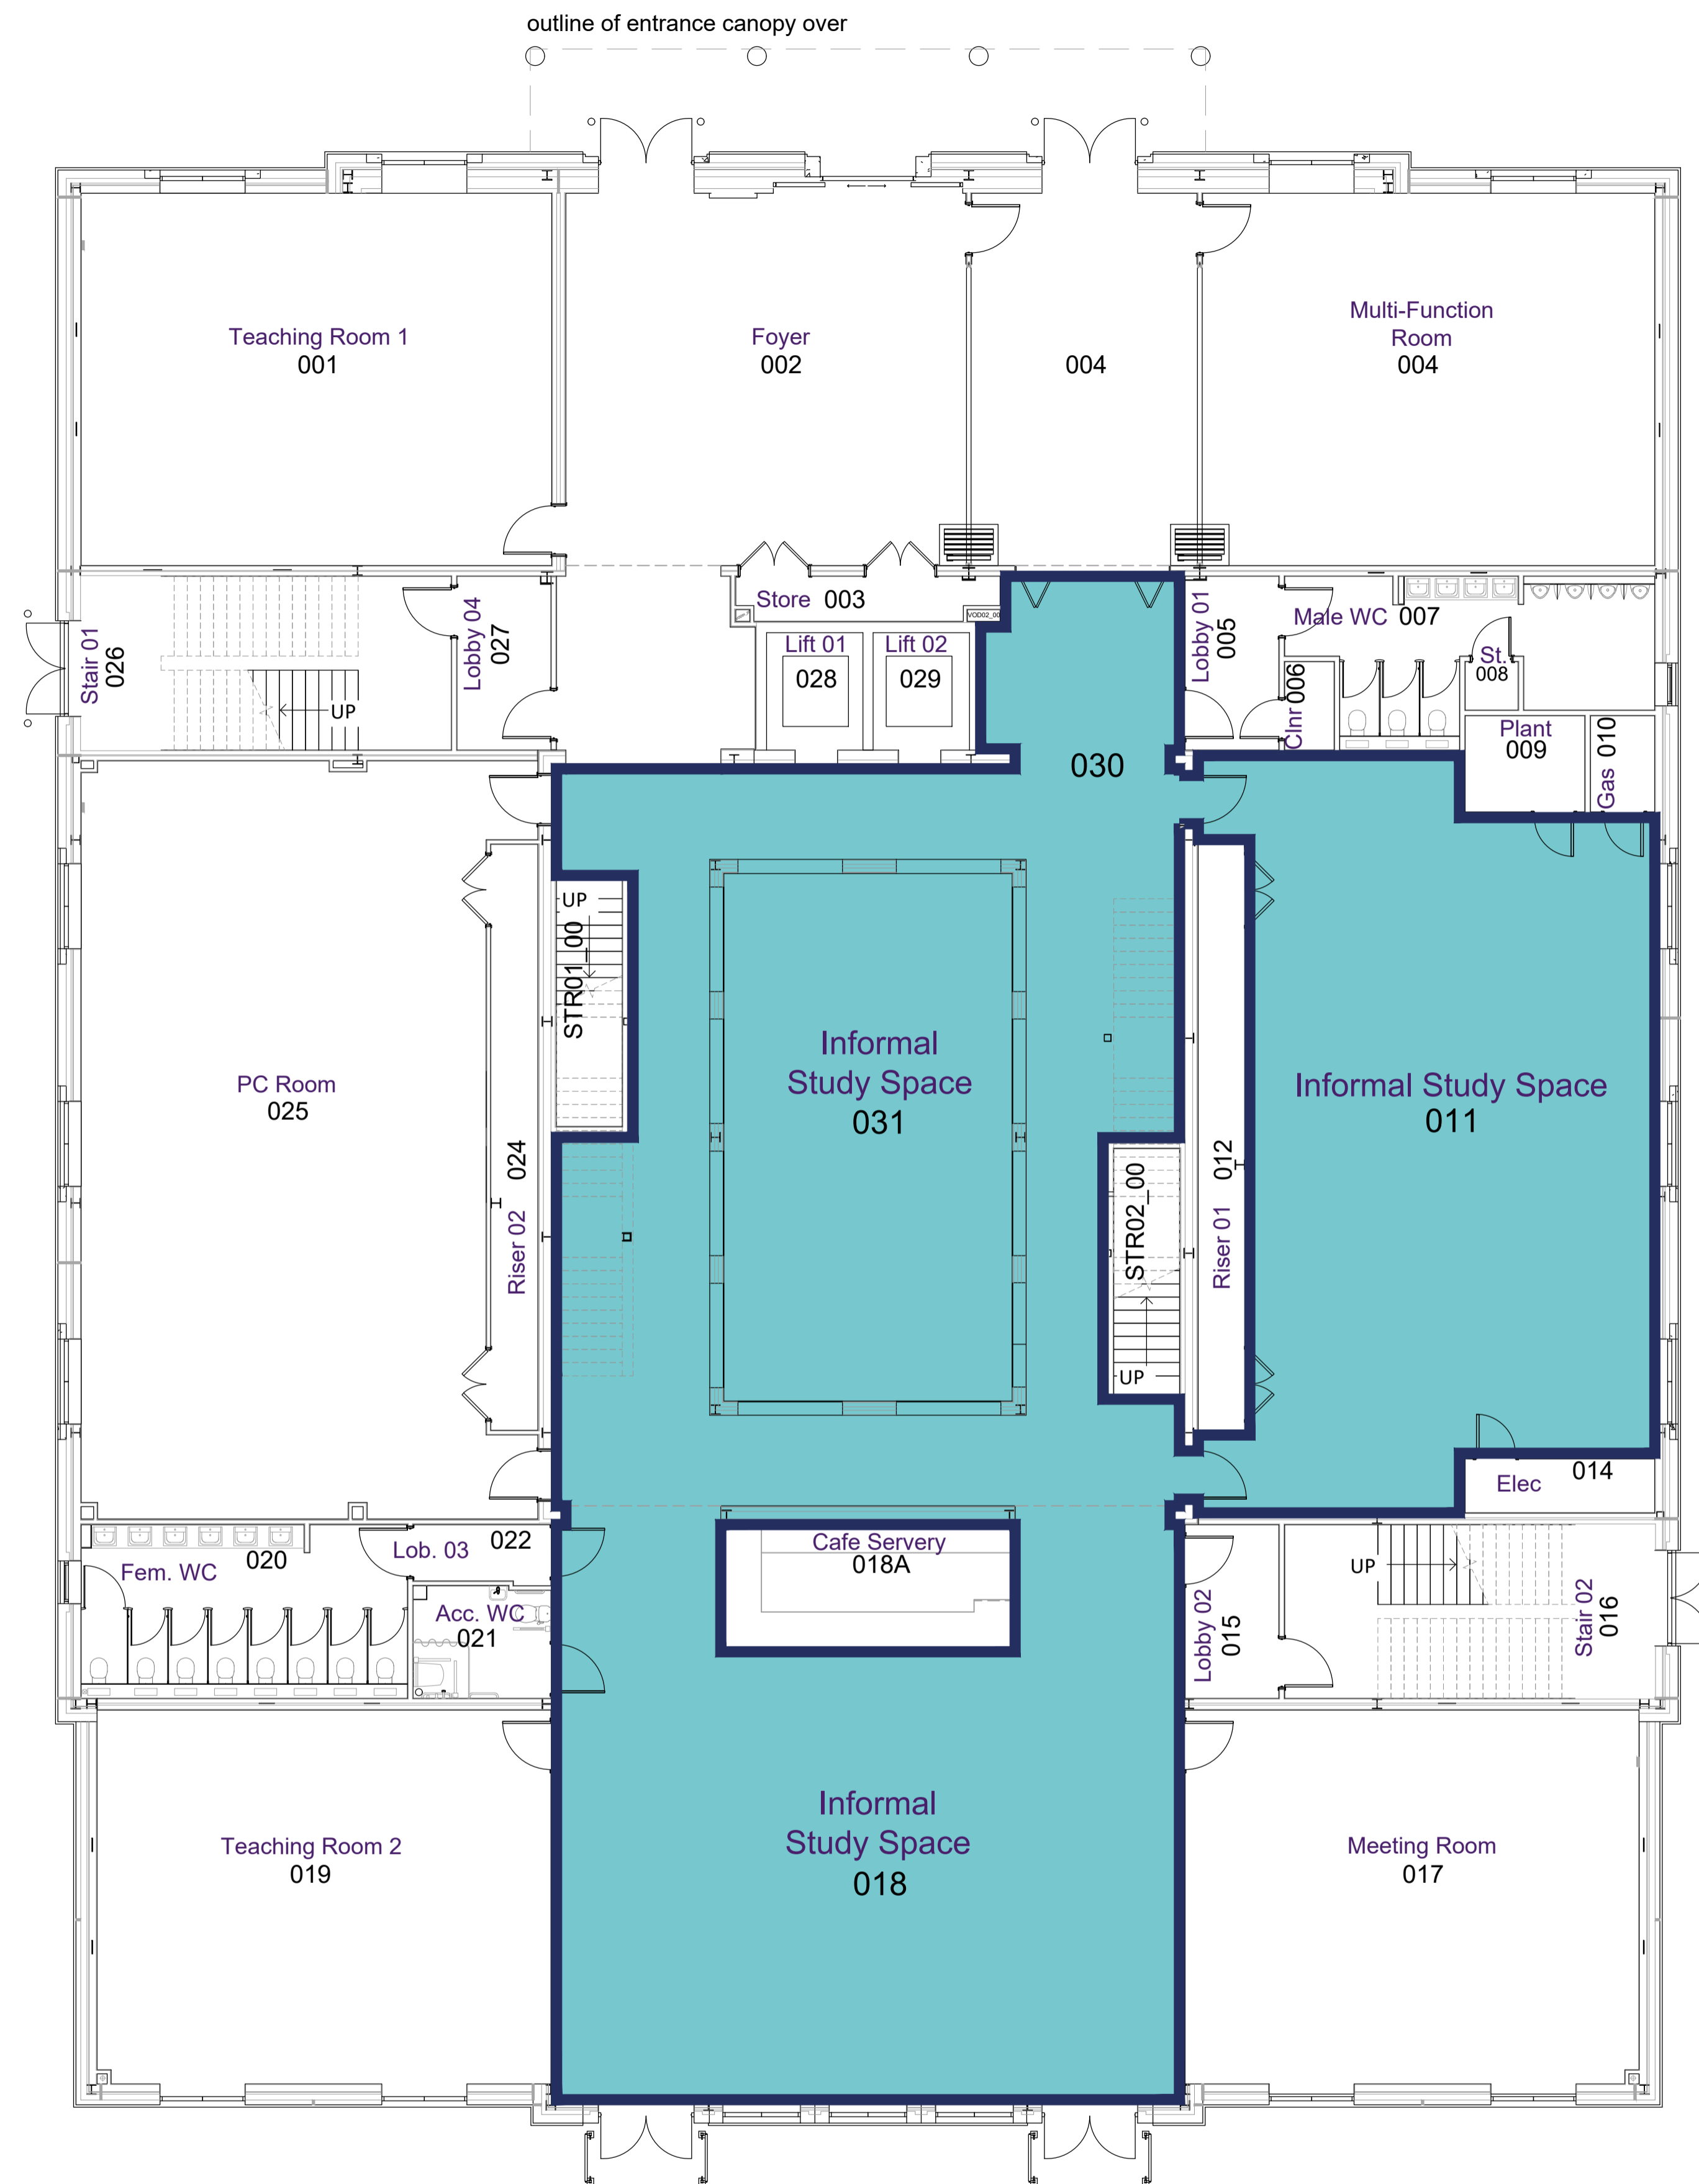 outline of entrance canopy over
Teaching Room 1
001
Foyer
002
004
Multi-Function
Room
004
Store 003
VOD02_00
Lift 01
028
Lift 02
029
Stair 01
026
UP
Lobby 04
027
Lobby 01
005
Male WC 007
Clnr 006
St.
008
Plant
009
Gas 010
030
UP
STR01_00
Informal
Study Space
031
Informal Study Space
011
PC Room
025
Riser 02 024
STR02_00
UP
Riser 01 012
Elec 014
Cafe Servery
018A
Fem. WC 020
Lob. 03 022
Acc. WC
021
Lobby 02
015
UP
Stair 02
016
Teaching Room 2
019
Informal
Study Space
018
Meeting Room
017